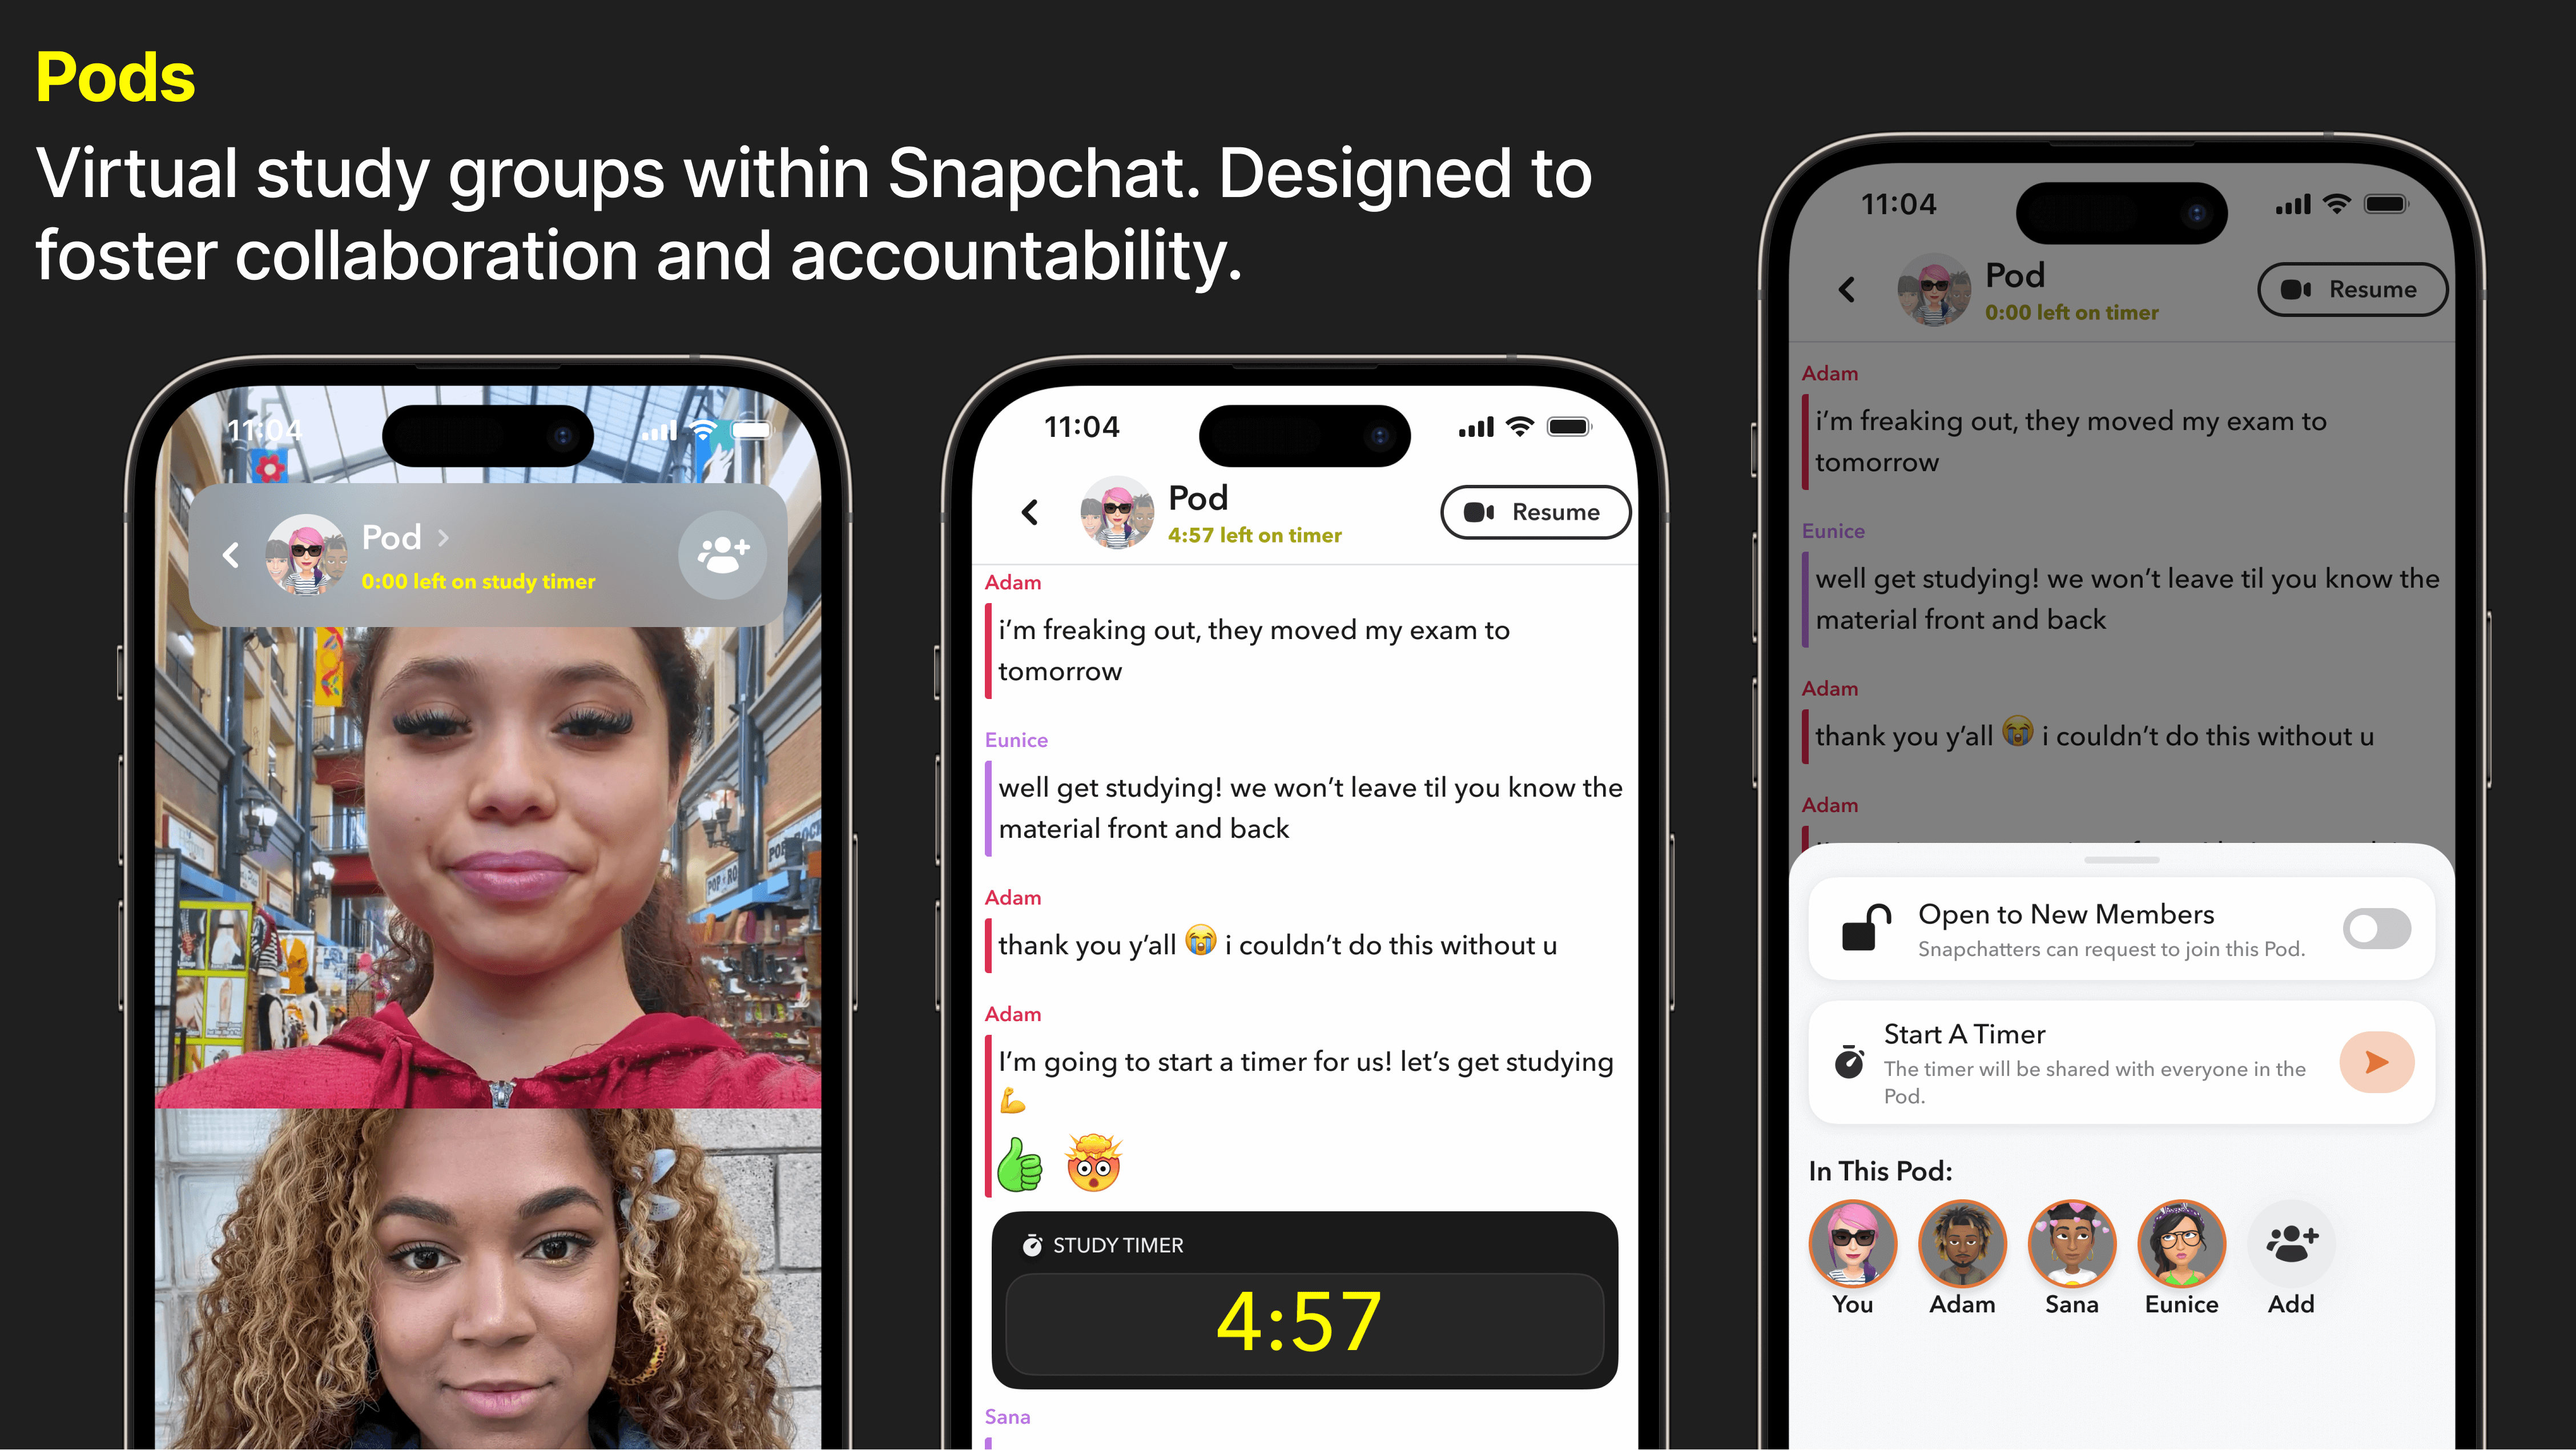 Pods
Virtual study groups within Snapchat. Designed to
foster collaboration and accountability.
11:04
Pod
0:00 left on study timer
POP
POP RO
11:04
Pod
4:57 left on timer
Resume
Adam
i’m freaking out, they moved my exam to
tomorrow
Eunice
well get studying! we won’t leave til you know the
material front and back
Adam
thank you y’all 😭 i couldn’t do this without u
Adam
I’m going to start a timer for us! let’s get studying
💪
👍 🤯
STUDY TIMER
4:57
Sana
11:04
Pod
0:00 left on timer
Resume
Adam
i’m freaking out, they moved my exam to
tomorrow
Eunice
well get studying! we won’t leave til you know the
material front and back
Adam
thank you y’all 😭 i couldn’t do this without u
Adam
Open to New Members
Snapchatters can request to join this Pod.
Start A Timer
The timer will be shared with everyone in the
Pod.
In This Pod:
You Adam Sana Eunice Add